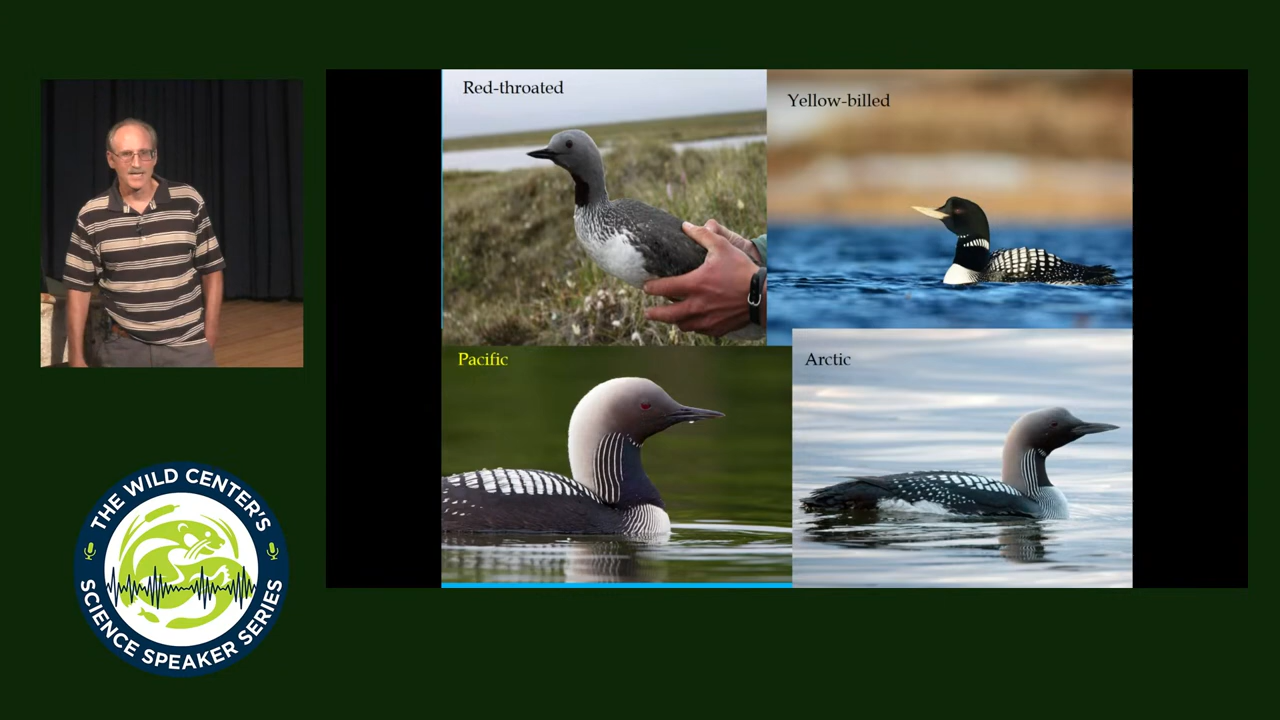 Red-throated
Yellow-billed
Pacific
Arctic
THE WILD CENTER'S
SCIENCE SPEAKER SERIES